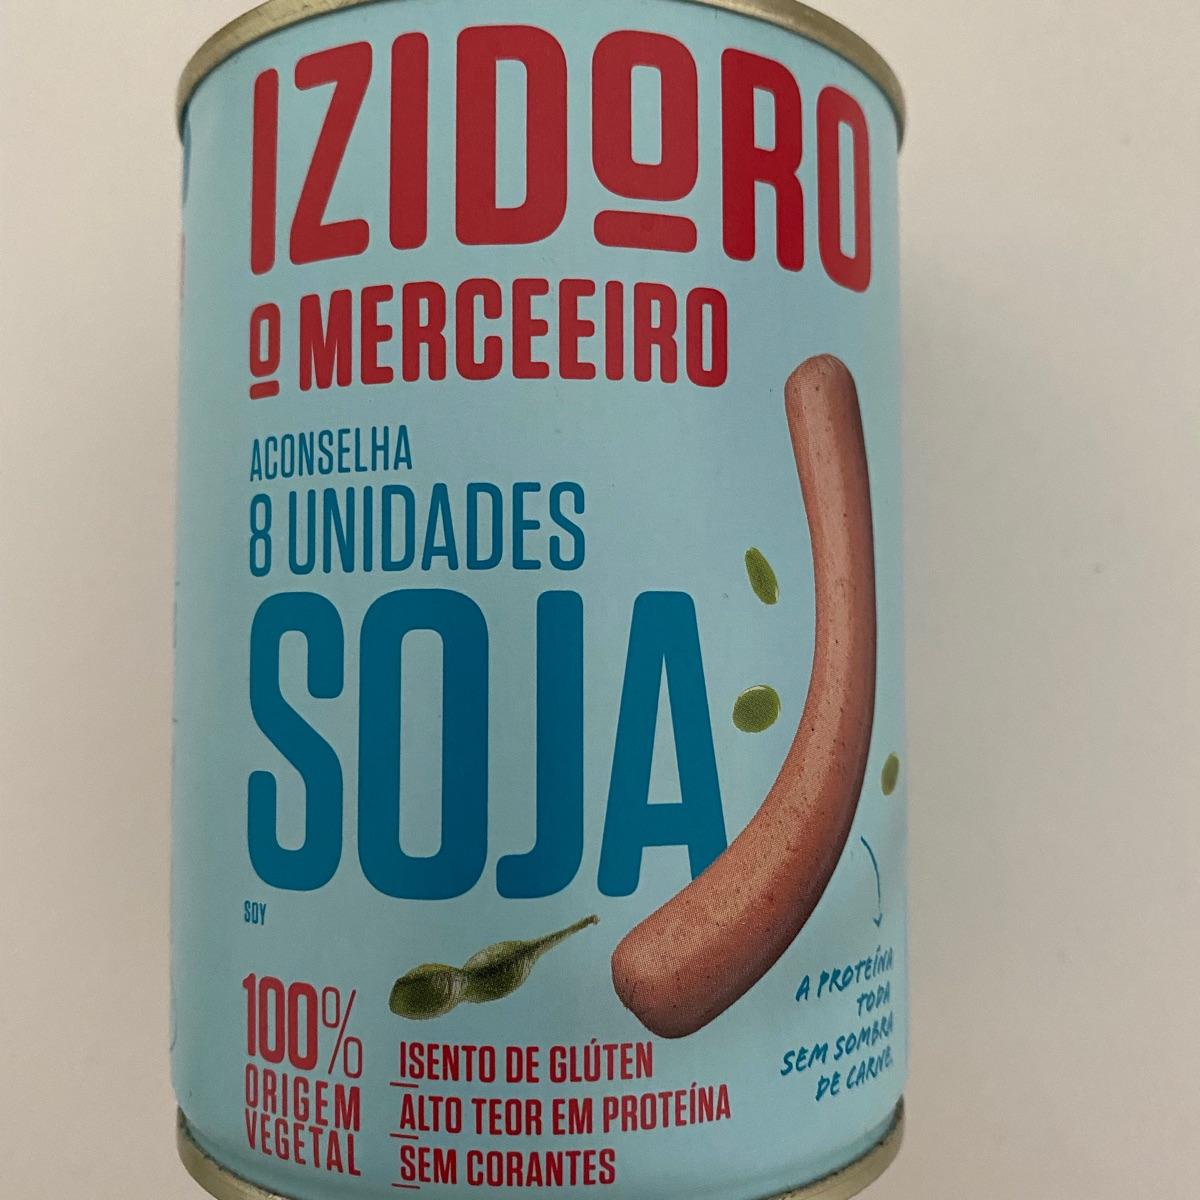 IZIDORO
O MERCEEIRO
ACONSELHA
8 UNIDADES
SOJA
SOY
100%
ORIGEM
VEGETAL
ISENTO DE GLÚTEN
ALTO TEOR EM PROTEÍNA
SEM CORANTES
A PROTEÍNA
TODA
SEM SOMBRA
DE CARNE.